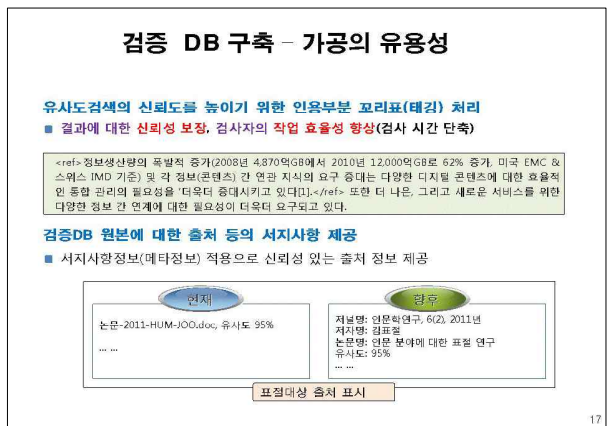 검증 DB 구축 - 가공의 유용성
유사도검색의 신뢰도를 높이기 위한 인용부분 꼬리표(태깅) 처리
■ 결과에 대한 신뢰성 보장, 검사자의 작업 효율성 향상(검사 시간 단축)
<ref>정보생산량의 폭발적 증가(2008년 4,870억GB에서 2010년 12,000억GB로 62% 증가, 미국 EMC &
스위스 IMD 기준) 및 각 정보(컨텐츠) 간 연관 지식의 요구 증대는 다양한 디지털 콘텐츠에 대한 효율적
인 통합 관리의 필요성을 '더욱더 증대시키고 있다[1].</ref> 또한 더 나은, 그리고 새로운 서비스를 위한
다양한 정보 간 연계에 대한 필요성이 더욱더 요구되고 있다.
검증DB 원본에 대한 출처 등의 서지사항 제공
■ 서지사항정보(메타정보) 적용으로 신뢰성 있는 출처 정보 제공
현재
논문-2011-HUM-JOO.doc, 유사도 95%
... ...
향후
저널명: 인문학연구, 6(2), 2011년
저자명: 김표절
논문명: 인문 분야에 대한 표절 연구
유사도: 95%
... ...
표절대상 출처 표시
17